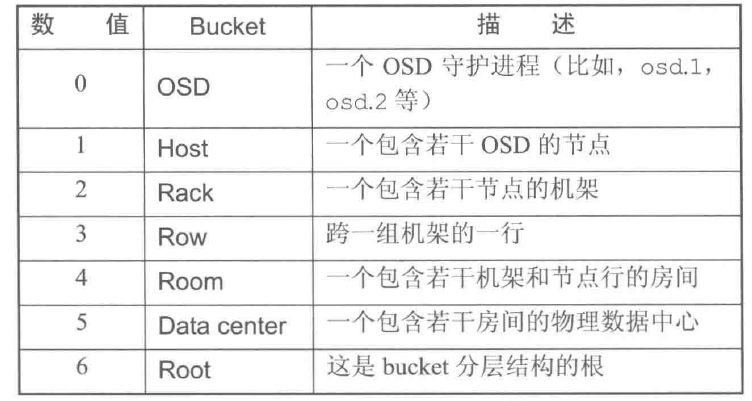 数 值 Bucket 描 述
0 OSD 一个 OSD 守护进程（比如，osd.1，
osd.2 等）
1 Host 一个包含若干 OSD 的节点
2 Rack 一个包含若干节点的机架
3 Row 跨一组机架的一行
4 Room 一个包含若干机架和节点行的房间
5 Data center 一个包含若干房间的物理数据中心
6 Root 这是 bucket 分层结构的根